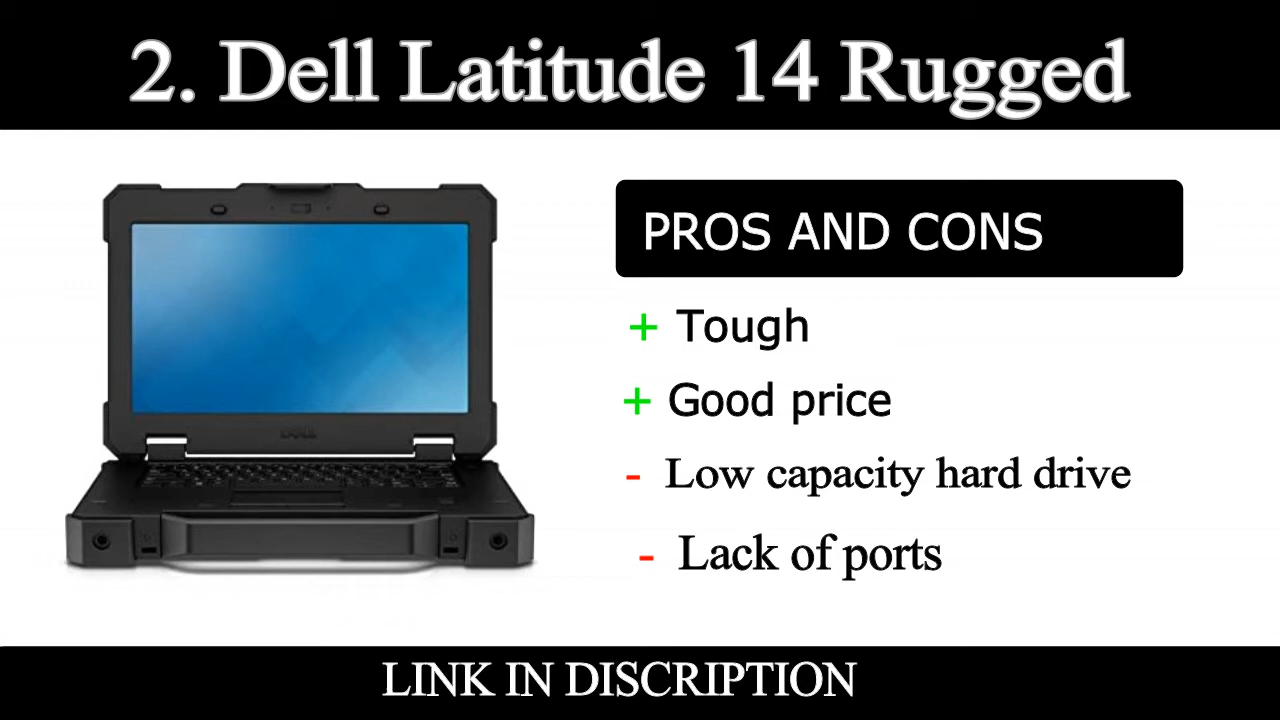 2. Dell Latitude 14 Rugged
PROS AND CONS
+ Tough
+ Good price
- Low capacity hard drive
- Lack of ports
DELL
LINK IN DISCRIPTION